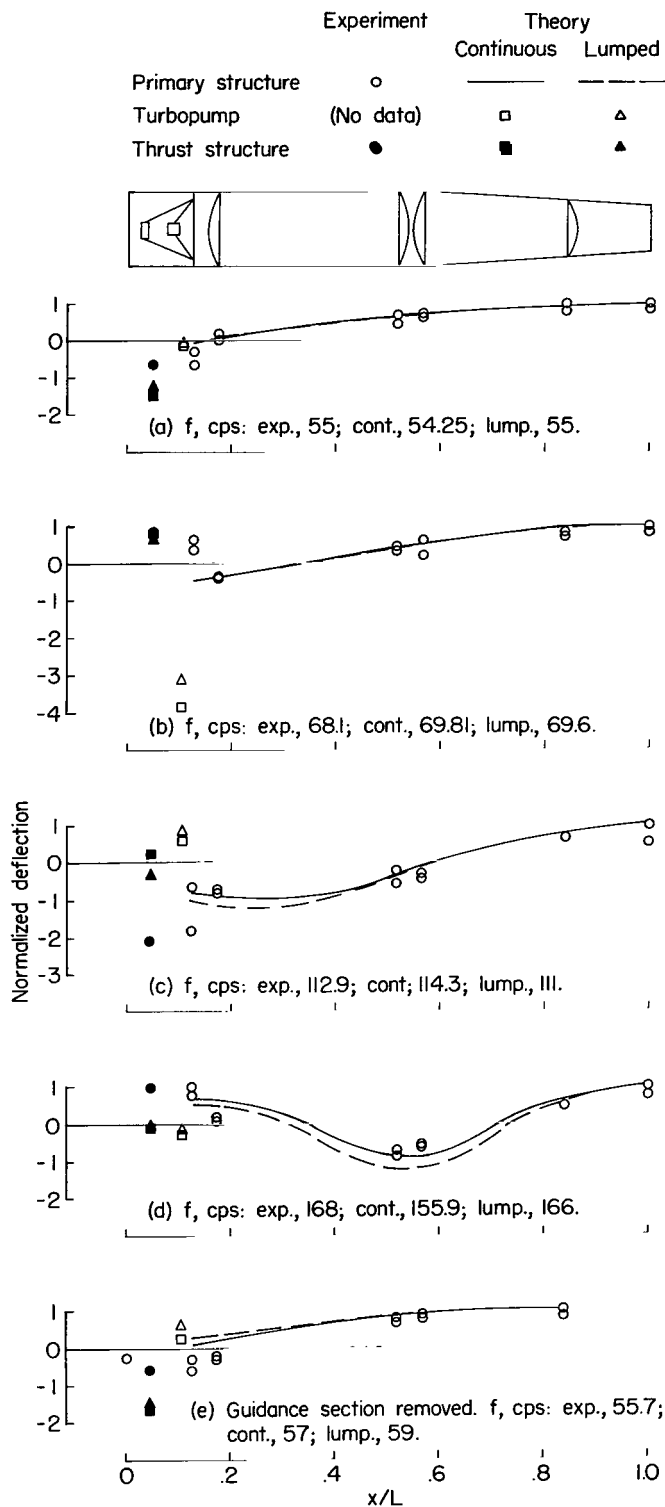 Experiment Theory
Continuous Lumped
Primary structure
Turbopump (No data)
Thrust structure
1
0
-1
-2
(a) f, cps: exp., 55; cont., 54.25; lump., 55.
1
0
-1
-3
-4
(b) f, cps: exp., 68.1; cont., 69.81; lump., 69.6.
Normalized deflection
1
0
-1
-2
-3
(c) f, cps: exp., 112.9; cont; 114.3; lump., 111.
1
0
-1
-2
(d) f, cps: exp., 168; cont., 155.9; lump., 166.
1
0
-1
-2
(e) Guidance section removed. f, cps: exp., 55.7;
cont., 57; lump., 59.
0 .2 .4 .6 .8 1.0
x/L